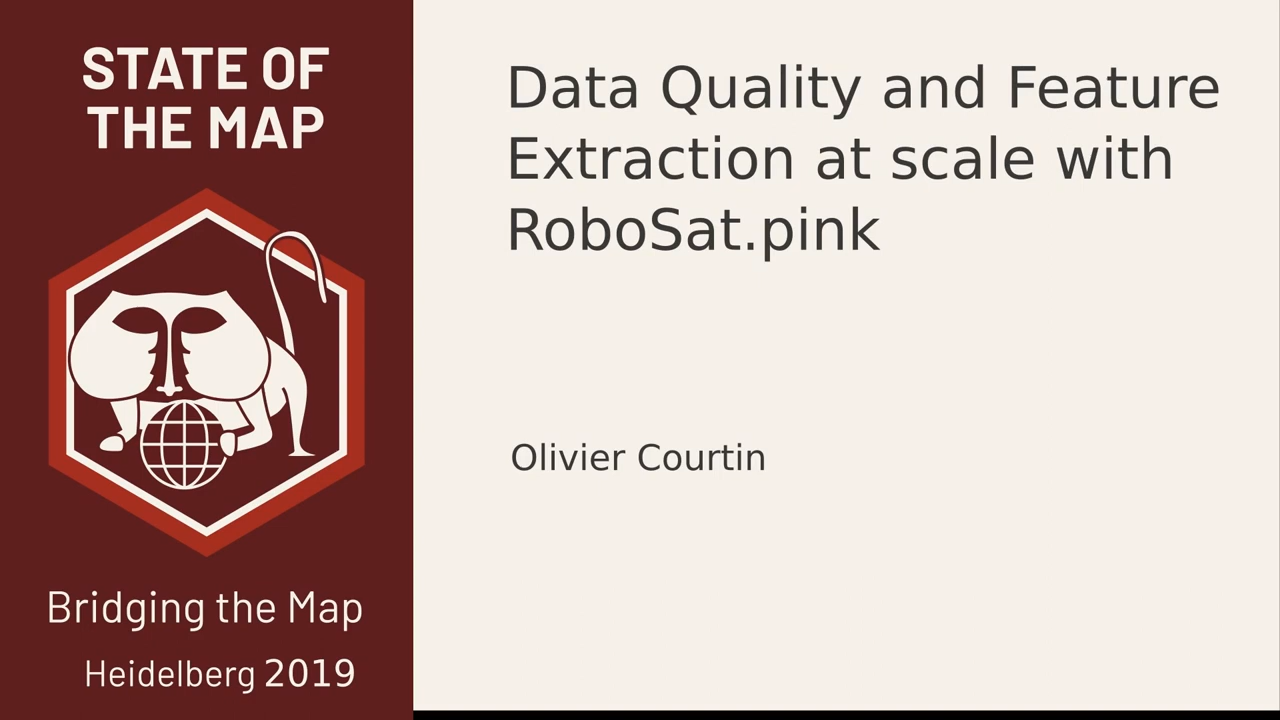 STATE OF
THE MAP
Bridging the Map
Heidelberg 2019
Data Quality and Feature
Extraction at scale with
RoboSat.pink
Olivier Courtin